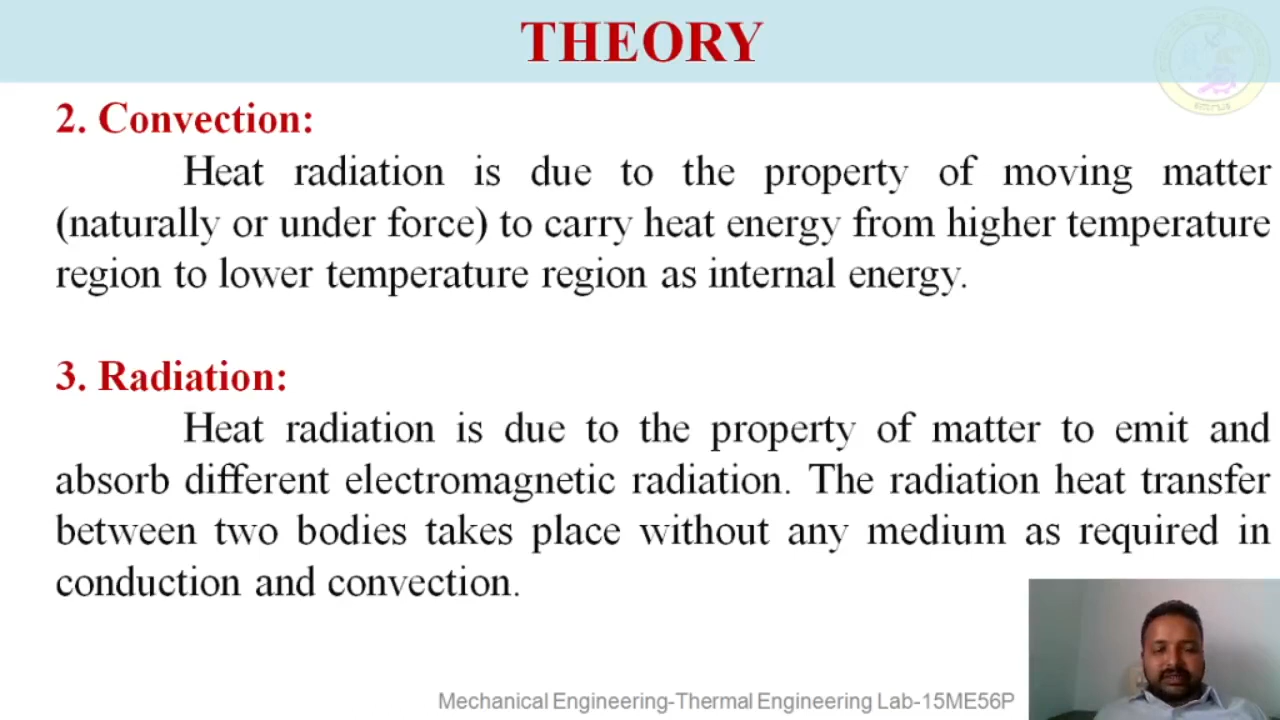 THEORY
2. Convection:
Heat radiation is due to the property of moving matter
(naturally or under force) to carry heat energy from higher temperature
region to lower temperature region as internal energy.
3. Radiation:
Heat radiation is due to the property of matter to emit and
absorb different electromagnetic radiation. The radiation heat transfer
between two bodies takes place without any medium as required in
conduction and convection.
Mechanical Engineering-Thermal Engineering Lab-15ME56P